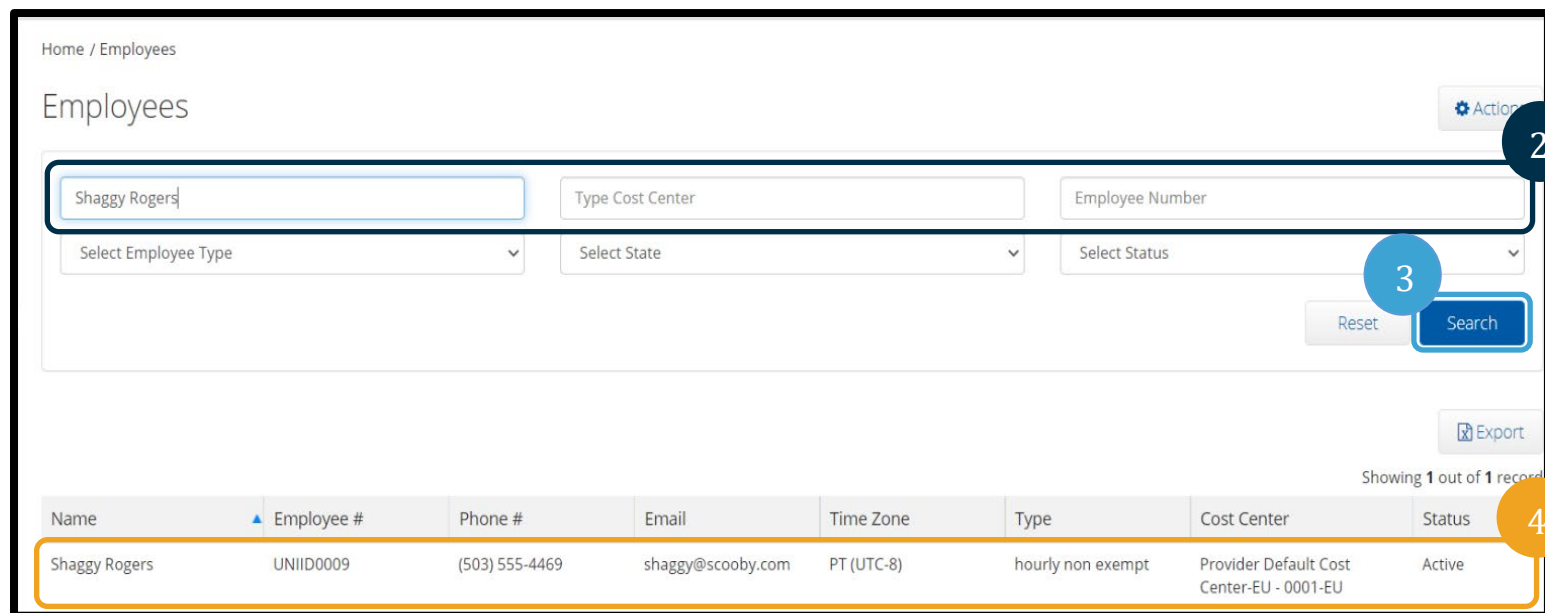 Home / Employees
Employees
Actions
2
Shaggy Rogers
Type Cost Center
Employee Number
Select Employee Type
Select State
Select Status
3
Reset
Search
Export
Showing 1 out of 1 record
Name
Employee #
Phone #
Email
Time Zone
Type
Cost Center
Status
4
Shaggy Rogers
UNIID0009
(503) 555-4469
shaggy@scooby.com
PT (UTC-8)
hourly non exempt
Provider Default Cost
Center-EU - 0001-EU
Active